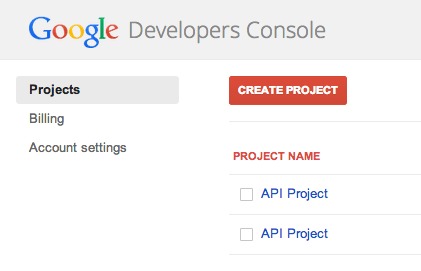 Google Developers Console
Projects
Billing
Account settings
CREATE PROJECT
PROJECT NAME
API Project
API Project